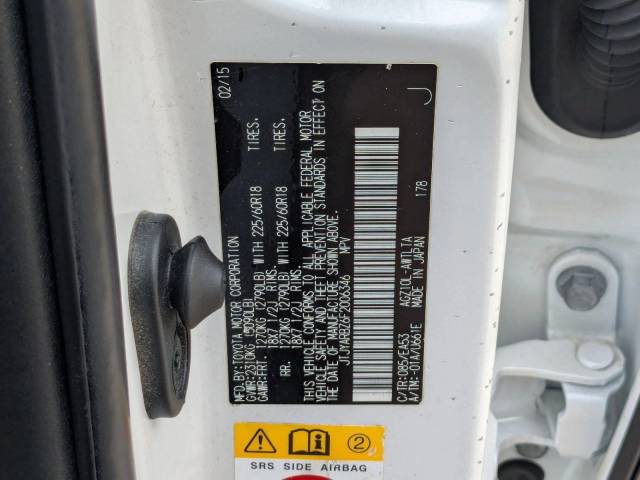 MFD.BY:TOYOTA MOTOR CORPORATION 02/15
GVWR:2310KG (5090LB)
GAWR:FRT. 1270KG (2790LB) WITH 225/60R18 TIRES.
18X7 1/2J RIMS.
RR. 1270KG (2790LB) WITH 225/60R18 TIRES.
18X7 1/2J RIMS.
THIS VEHICLE CONFORMS TO ALL APPLICABLE FEDERAL MOTOR
VEHICLE SAFETY AND THEFT PREVENTION STANDARDS IN EFFECT ON
THE DATE OF MANUFACTURE SHOWN ABOVE.
MPV
C/TR:085/EA53 AGZ10L-AWTLTA 178 J
A/TM:-01A/U661E MADE IN JAPAN
2
SRS SIDE AIRBAG